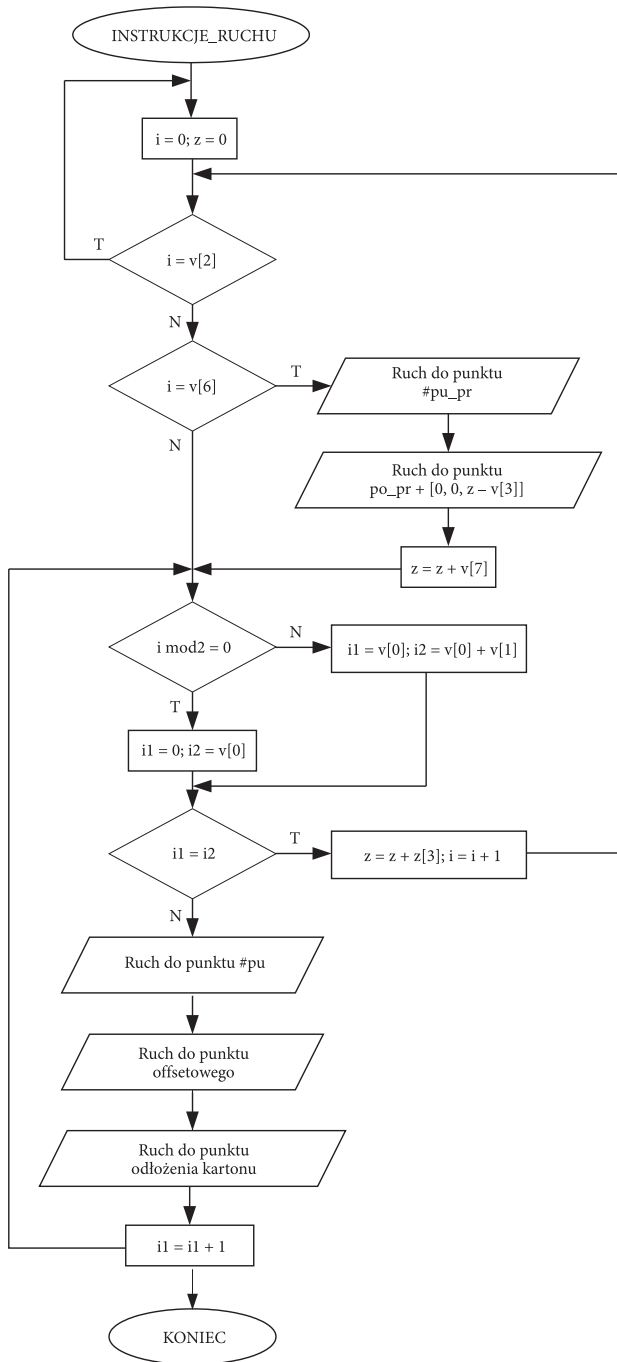 INSTRUKCJE_RUCHU
i = 0; z = 0
T
i = v[2]
N
i = v[6]
T
Ruch do punktu
#pu_pr
N
Ruch do punktu
po_pr + [0, 0, z – v[3]]
z = z + v[7]
i mod2 = 0
N
i1 = v[0]; i2 = v[0] + v[1]
T
i1 = 0; i2 = v[0]
i1 = i2
T
z = z + z[3]; i = i + 1
N
Ruch do punktu #pu
Ruch do punktu
offsetowego
Ruch do punktu
odłożenia kartonu
i1 = i1 + 1
KONIEC